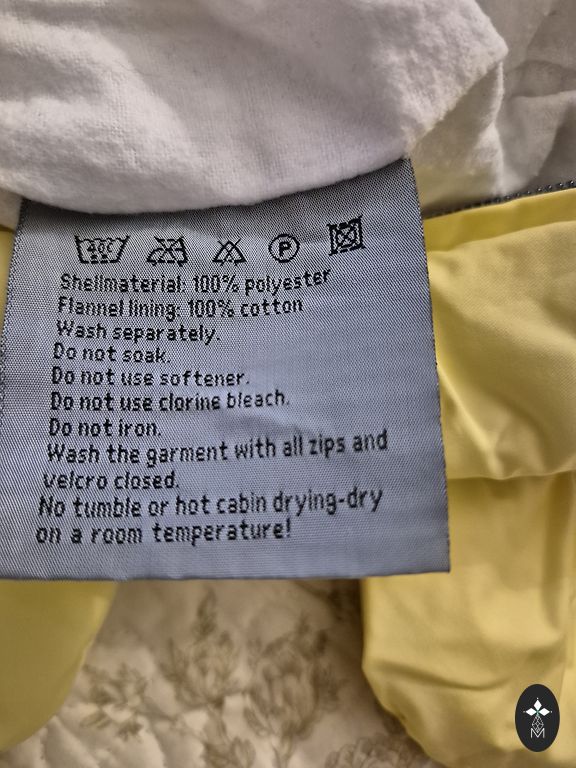 40
P
Shellmaterial: 100% polyester
Flannel lining: 100% cotton
Wash separately.
Do not soak.
Do not use softener.
Do not use clorine bleach.
Do not iron.
Wash the garment with all zips and
velcro closed.
No tumble or hot cabin drying-dry
on a room temperature!
M